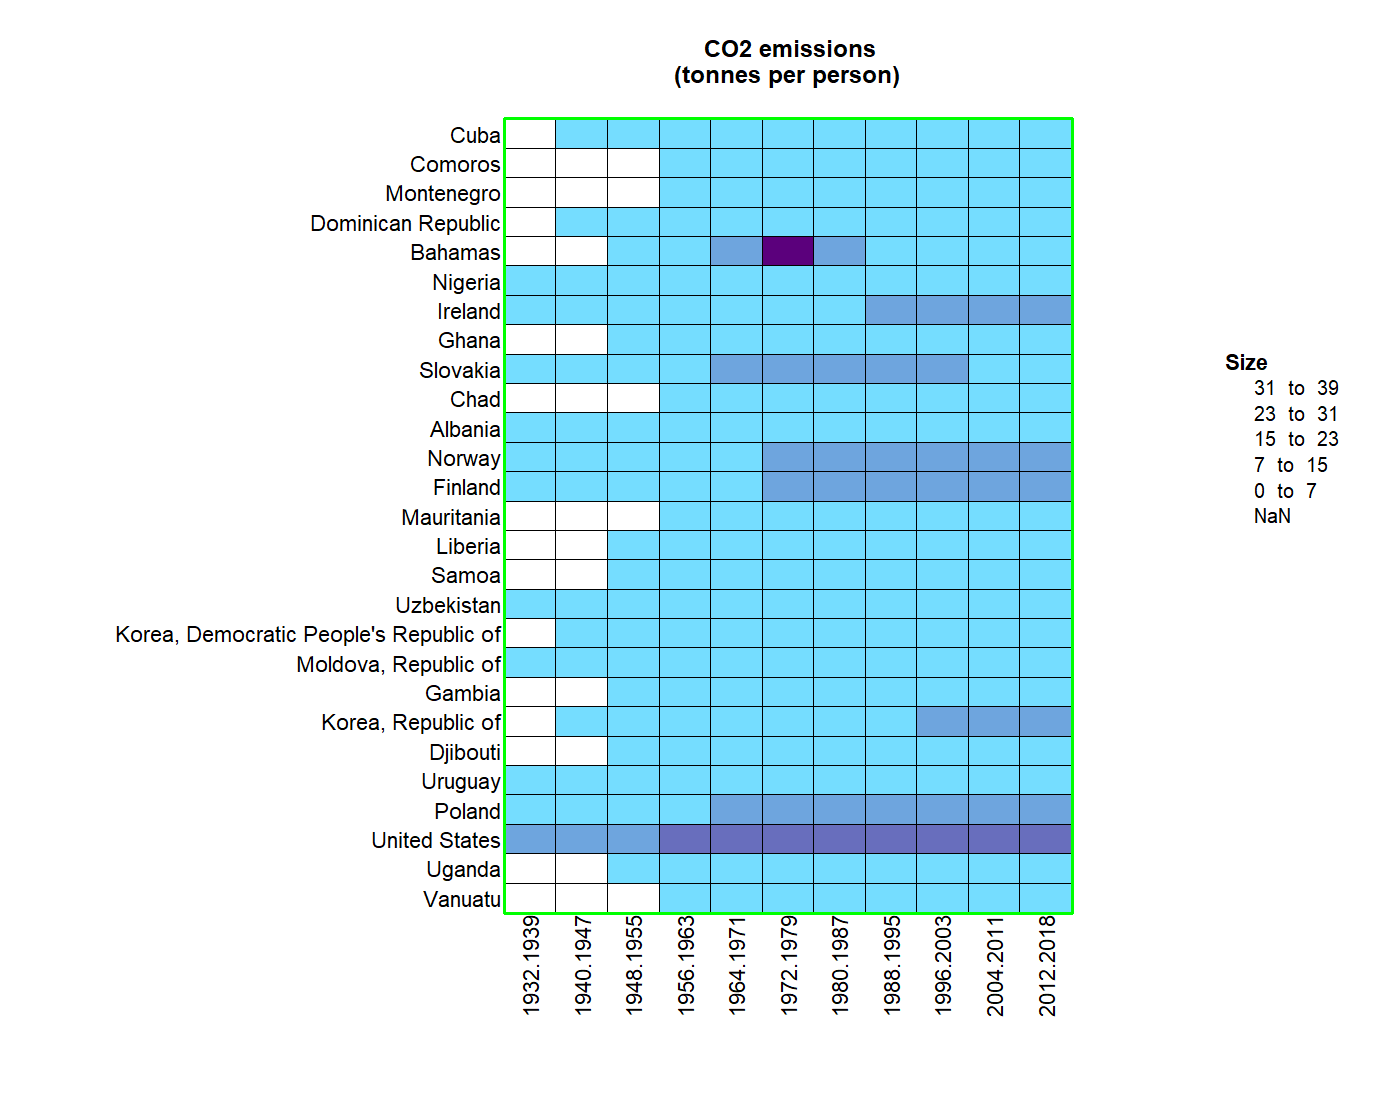 CO2 emissions
(tonnes per person)
Cuba
Comoros
Montenegro
Dominican Republic
Bahamas
Nigeria
Ireland
Ghana
Slovakia
Chad
Albania
Norway
Finland
Mauritania
Liberia
Samoa
Uzbekistan
Korea, Democratic People's Republic of
Moldova, Republic of
Gambia
Korea, Republic of
Djibouti
Uruguay
Poland
United States
Uganda
Vanuatu
1932.1939
1940.1947
1948.1955
1956.1963
1964.1971
1972.1979
1980.1987
1988.1995
1996.2003
2004.2011
2012.2018
Size
31 to 39
23 to 31
15 to 23
7 to 15
0 to 7
NaN